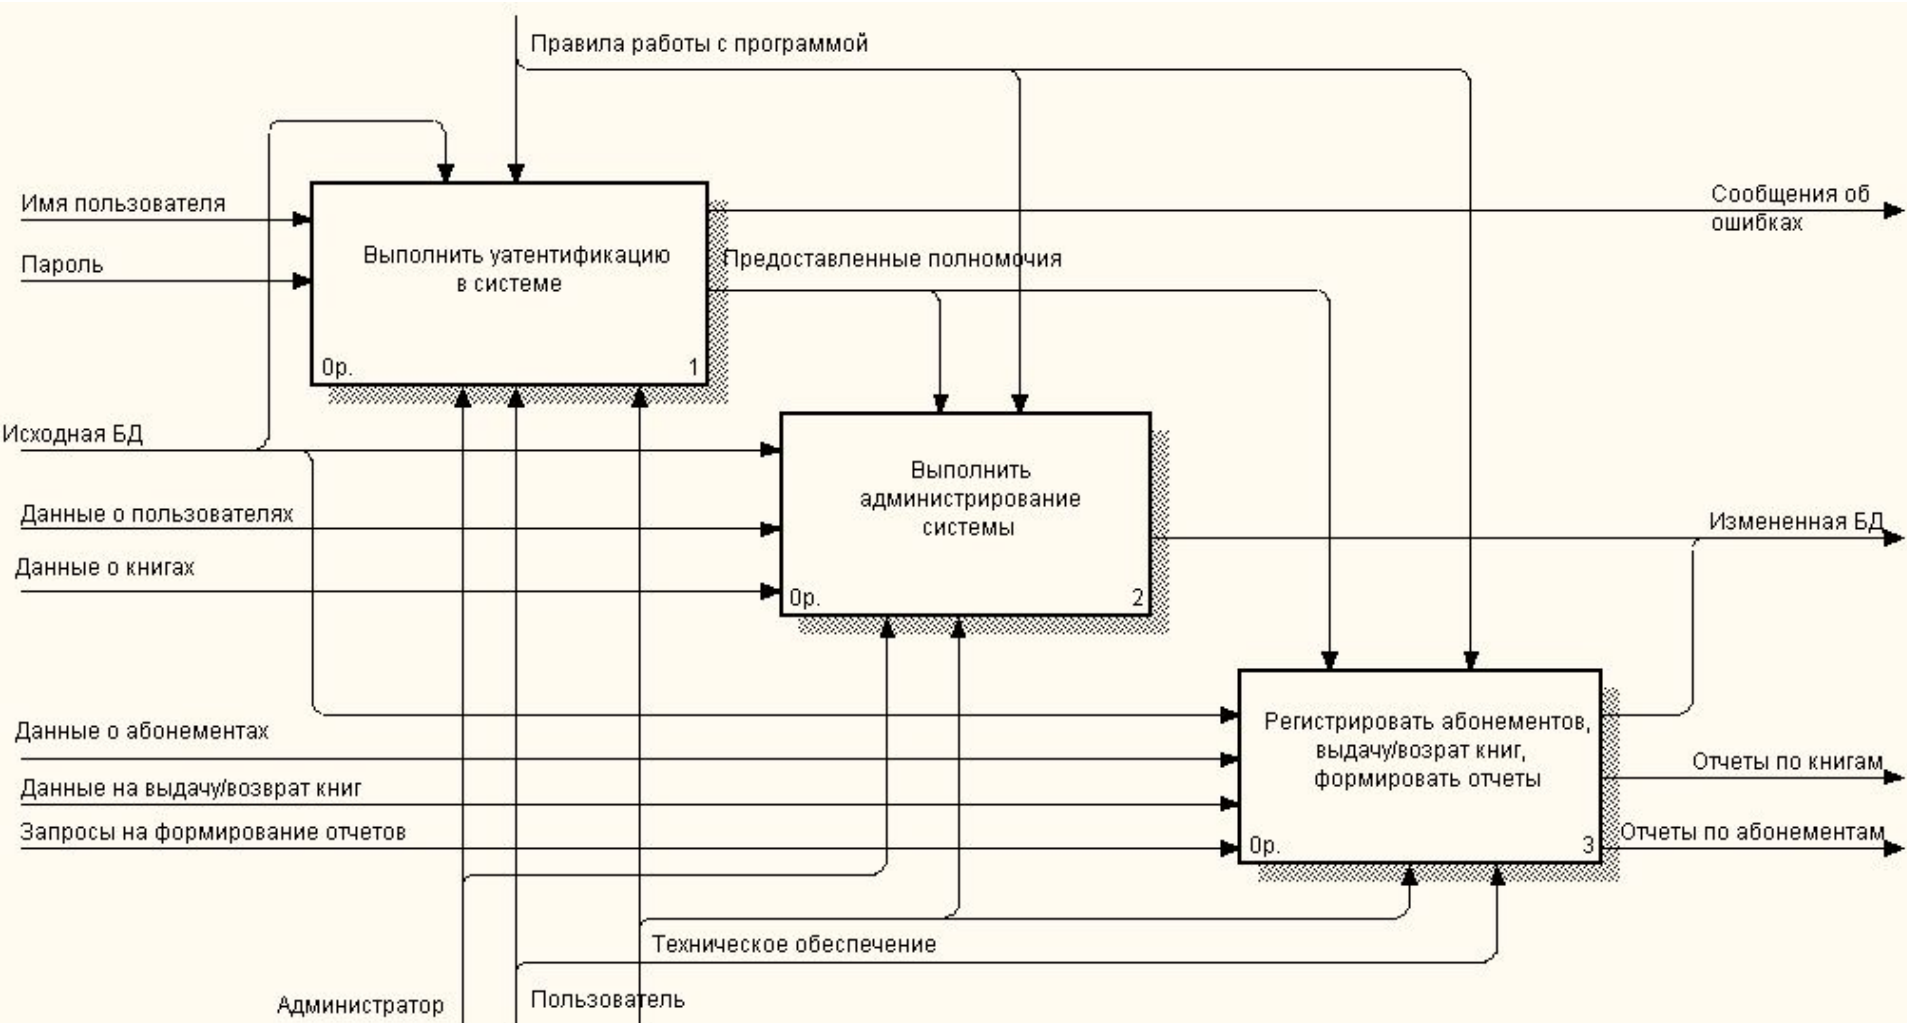 Правила работы с программой
Имя пользователя
Пароль
Выполнить уатентификацию
в системе
0р.
1
Сообщения об
ошибках
Предоставленные полномочия
Исходная БД
Данные о пользователях
Данные о книгах
Выполнить
администрирование
системы
0р.
2
Измененная БД
Данные о абонементах
Данные на выдачу/возврат книг
Запросы на формирование отчетов
Регистрировать абонементов,
выдачу/возрат книг,
формировать отчеты
0р.
3
Отчеты по книгам
Отчеты по абонементам
Техническое обеспечение
Администратор
Пользователь